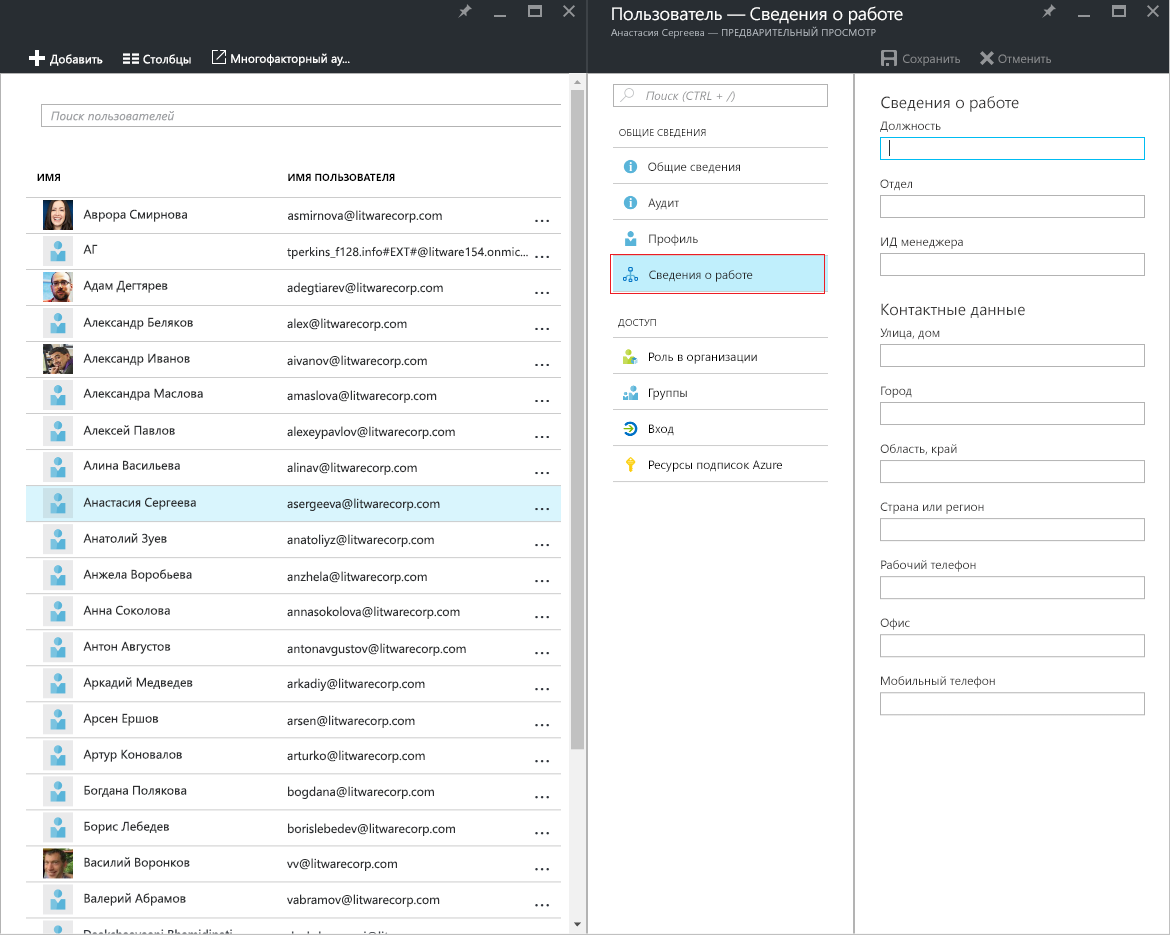 Добавить
Столбцы
Многофакторный ау...
Поиск пользователей
ИМЯ
ИМЯ ПОЛЬЗОВАТЕЛЯ
Аврора Смирнова
asmirnova@litwarecorp.com
...
АГ
tperkins_f128.info#EXT#@litware154.onmic...
...
Адам Дегтярев
adegtiarev@litwarecorp.com
...
Александр Беляков
alex@litwarecorp.com
...
Александр Иванов
aivanov@litwarecorp.com
...
Александра Маслова
amaslova@litwarecorp.com
...
Алексей Павлов
alexeypavlov@litwarecorp.com
...
Алина Васильева
alinav@litwarecorp.com
...
Анастасия Сергеева
asergeeva@litwarecorp.com
...
Анатолий Зуев
anatoliyz@litwarecorp.com
...
Анжела Воробьева
anzhela@litwarecorp.com
...
Анна Соколова
annasokolova@litwarecorp.com
...
Антон Августов
antonavgustov@litwarecorp.com
...
Аркадий Медведев
arkadiy@litwarecorp.com
...
Арсен Ершов
arsen@litwarecorp.com
...
Артур Коновалов
arturko@litwarecorp.com
...
Богдана Полякова
bogdana@litwarecorp.com
...
Борис Лебедев
borislebedev@litwarecorp.com
...
Василий Воронков
vv@litwarecorp.com
...
Валерий Абрамов
vabramov@litwarecorp.com
...
Пользователь — Сведения о работе
Анастасия Сергеева — ПРЕДВАРИТЕЛЬНЫЙ ПРОСМОТР
Сохранить
Отменить
Поиск (CTRL + /)
ОБЩИЕ СВЕДЕНИЯ
Общие сведения
Аудит
Профиль
Сведения о работе
ДОСТУП
Роль в организации
Группы
Вход
Ресурсы подписок Azure
Сведения о работе
Должность
Отдел
ИД менеджера
Контактные данные
Улица, дом
Город
Область, край
Страна или регион
Рабочий телефон
Офис
Мобильный телефон